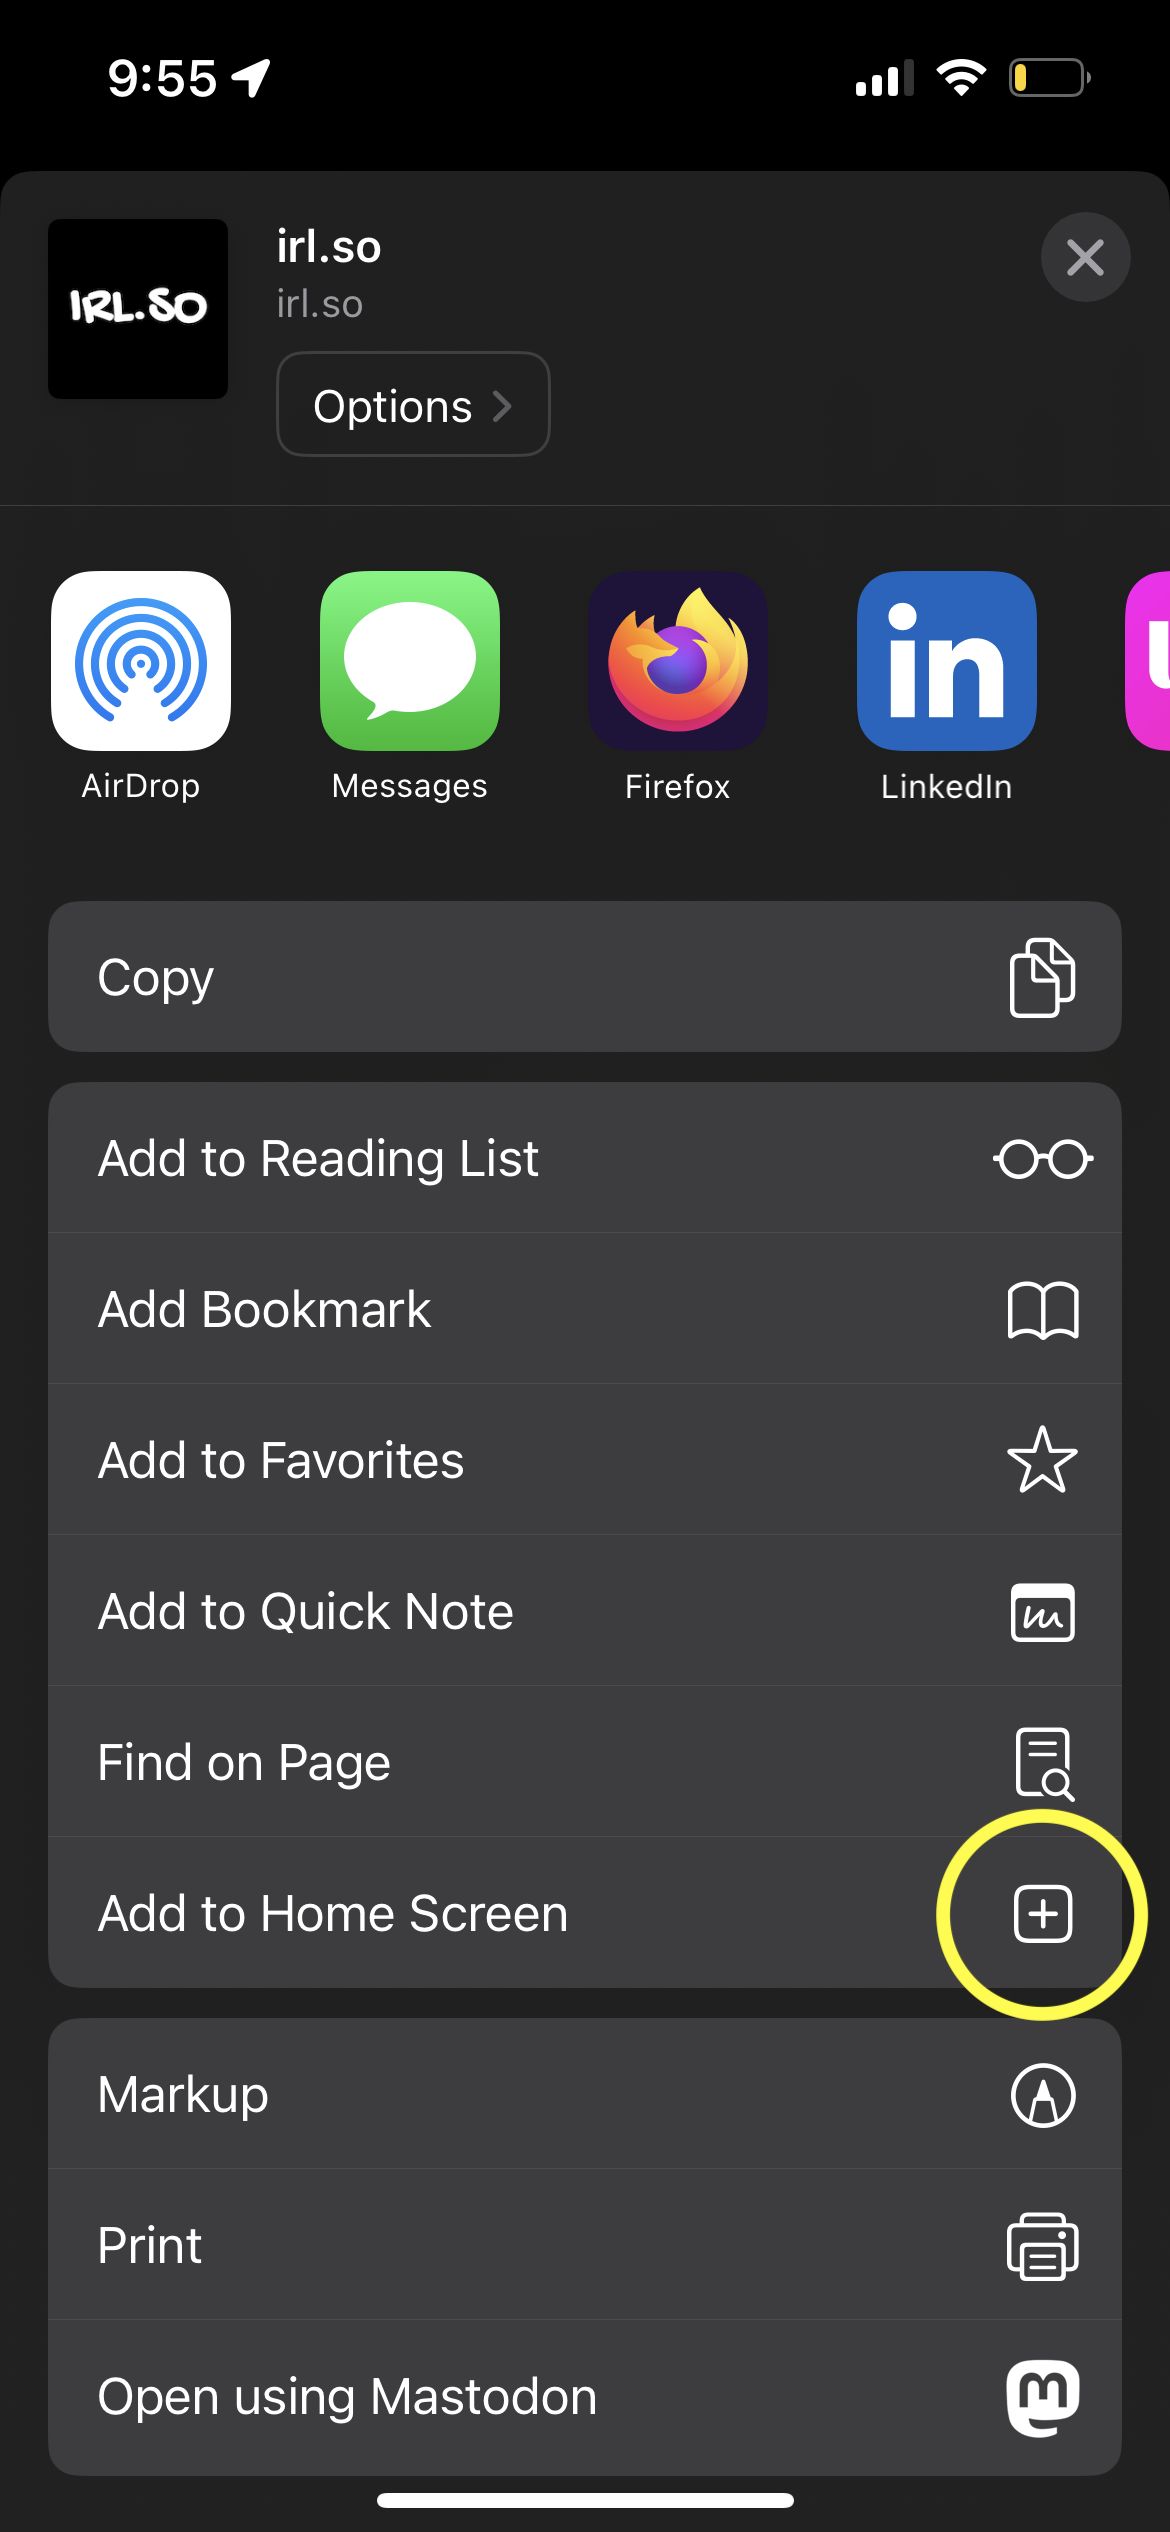 9:55
IRL.SO
irl.so
irl.so
Options
in
AirDrop
Messages
Firefox
LinkedIn
Copy
Add to Reading List
Add Bookmark
Add to Favorites
Add to Quick Note
Find on Page
Add to Home Screen
Markup
Print
Open using Mastodon